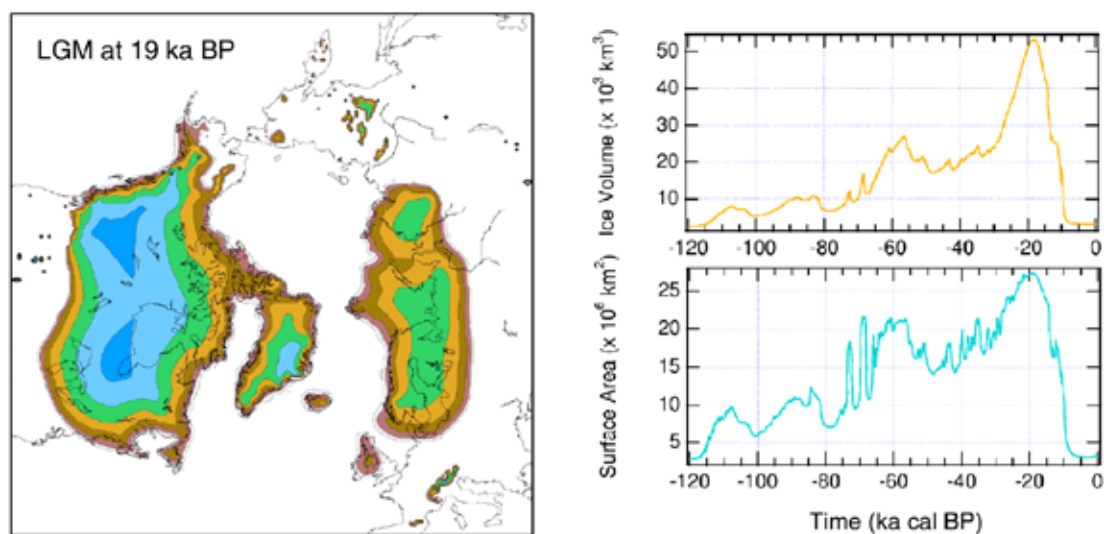 LGM at 19 ka BP
Ice Volume (x 10³ km³)
50
40
30
20
10
-120 -100 -80 -60 -40 -20 0
Surface Area (x 10⁶ km²)
25
20
15
10
5
-120 -100 -80 -60 -40 -20 0
Time (ka cal BP)